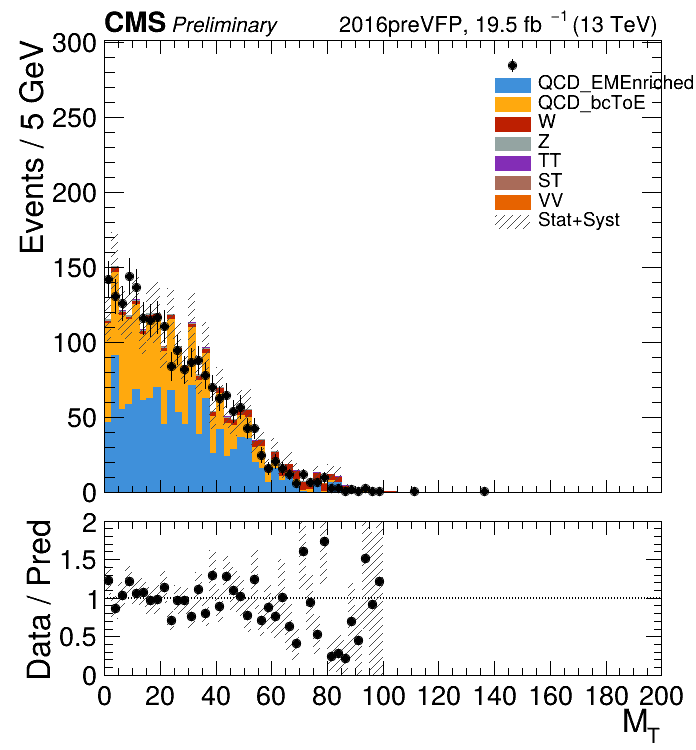 CMS Preliminary 2016preVFP, 19.5 fb⁻¹ (13 TeV)
Events / 5 GeV
300
250
200
150
100
50
0
QCD_EMEnriched
QCD_bcToE
W
Z
TT
ST
VV
Stat+Syst
Data / Pred
2
1.5
1
0.5
0
0 20 40 60 80 100 120 140 160 180 200
M_T